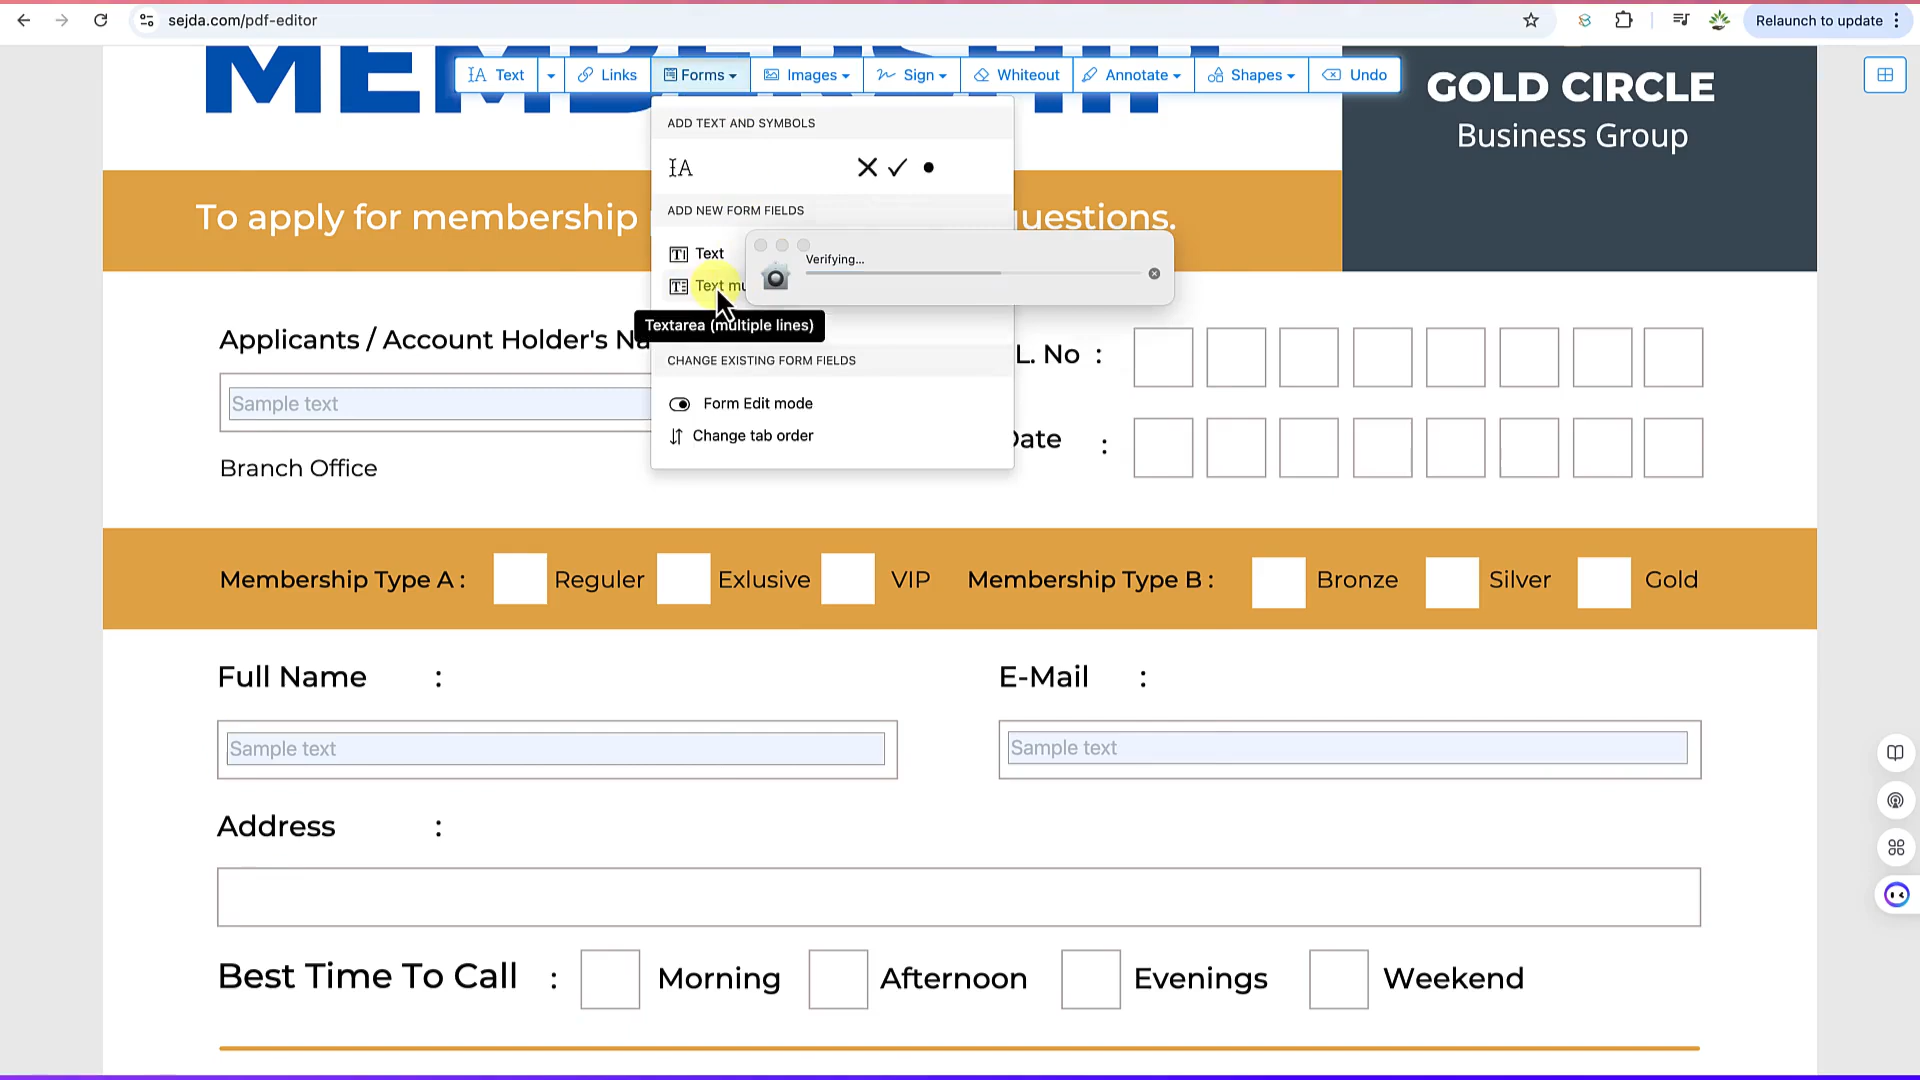 sejda.com/pdf-editor
Relaunch to update
Text
Links
Forms
Images
Sign
Whiteout
Annotate
Shapes
Undo
GOLD CIRCLE
Business Group
ADD TEXT AND SYMBOLS
ADD NEW FORM FIELDS
To apply for membership
questions.
Text
Verifying...
Text mu
Textarea (multiple lines)
CHANGE EXISTING FORM FIELDS
Form Edit mode
Change tab order
Applicants / Account Holder's Na
L. No :
Sample text
Date :
Branch Office
Membership Type A : Reguler Exlusive VIP Membership Type B : Bronze Silver Gold
Full Name :
E-Mail :
Sample text
Sample text
Address :
Best Time To Call : Morning Afternoon Evenings Weekend